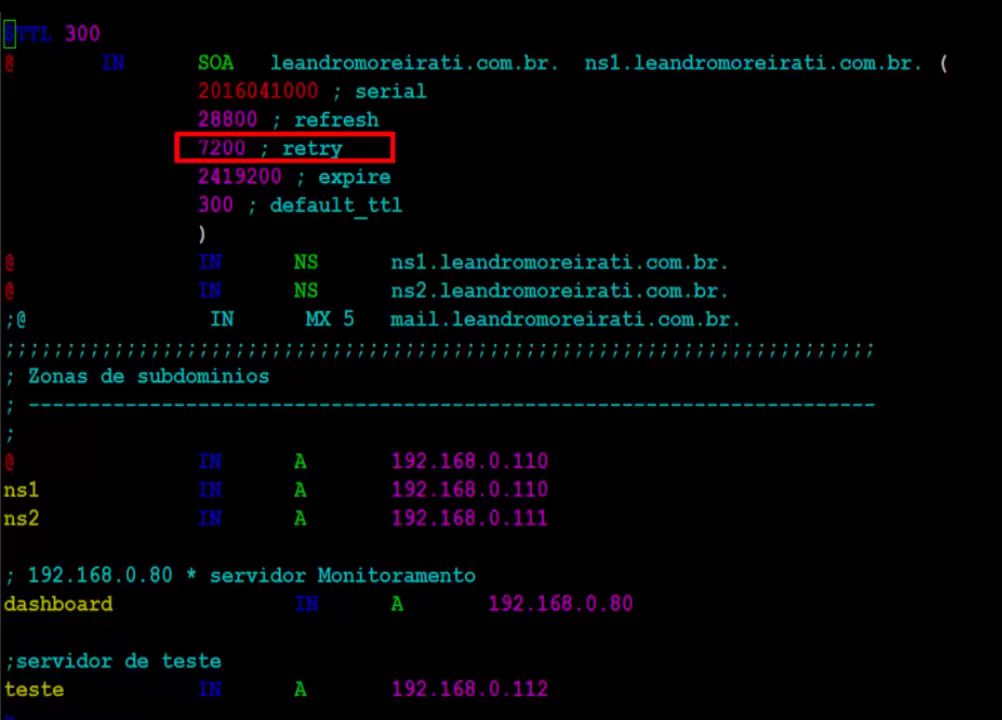 $TTL 300
@ IN SOA leandromoreirati.com.br. ns1.leandromoreirati.com.br. (
2016041000 ; serial
28800 ; refresh
7200 ; retry
2419200 ; expire
300 ; default_ttl
)
@ IN NS ns1.leandromoreirati.com.br.
@ IN NS ns2.leandromoreirati.com.br.
;@ IN MX 5 mail.leandromoreirati.com.br.
;;;;;;;;;;;;;;;;;;;;;;;;;;;;;;;;;;;;;;;;;;;;;;;;;;;;;;;;;;;;;;;;;;;;;;;;
; Zonas de subdominios
; ----------------------------------------------------------------------
;
@ IN A 192.168.0.110
ns1 IN A 192.168.0.110
ns2 IN A 192.168.0.111
; 192.168.0.80 * servidor Monitoramento
dashboard IN A 192.168.0.80
;servidor de teste
teste IN A 192.168.0.112
~